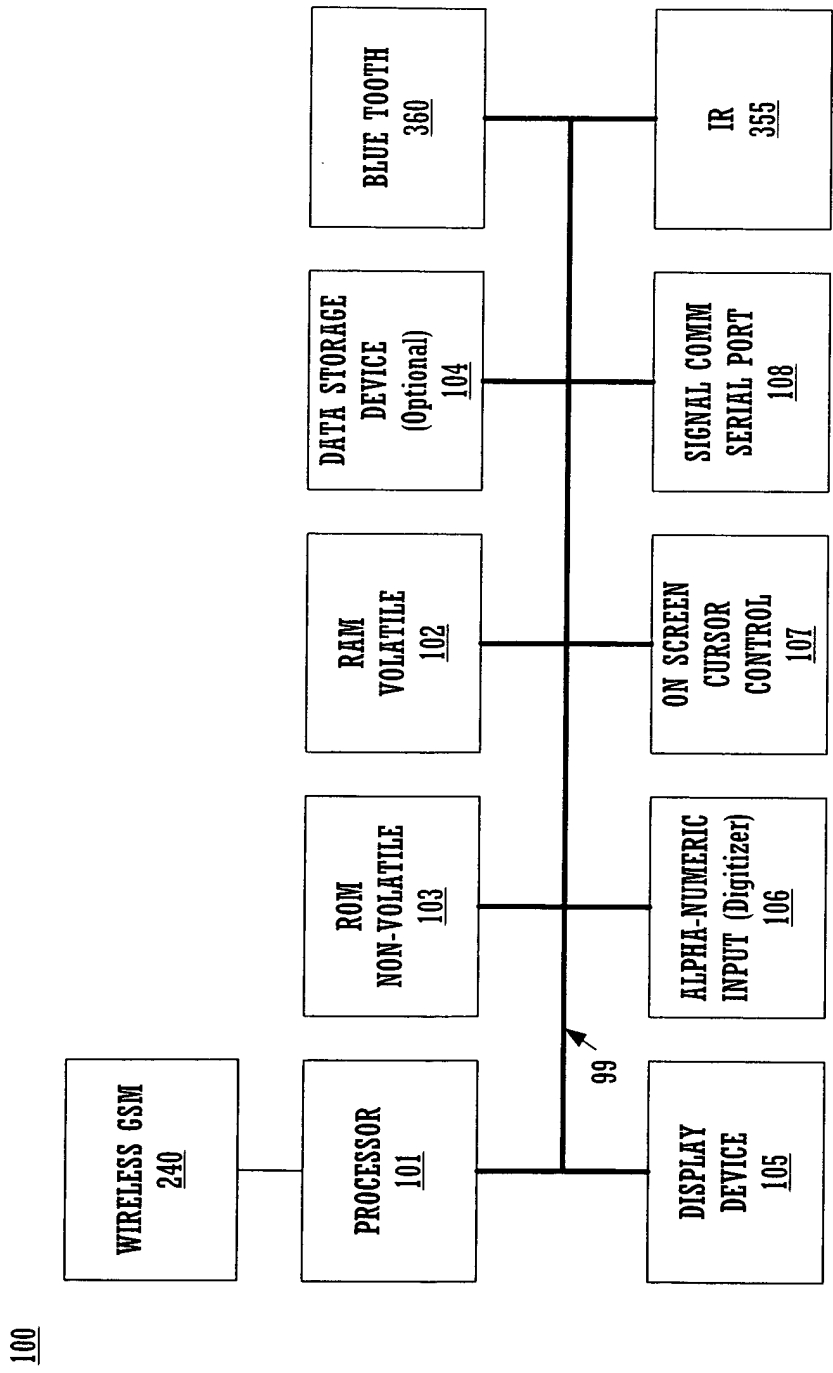 100
WIRELESS GSM
240
PROCESSOR
101
ROM
NON-VOLATILE
103
RAM
VOLATILE
102
DATA STORAGE
DEVICE
(Optional)
104
BLUE TOOTH
360
99
DISPLAY
DEVICE
105
ALPHA-NUMERIC
INPUT (Digitizer)
106
ON SCREEN
CURSOR
CONTROL
107
SIGNAL COMM
SERIAL PORT
108
IR
355